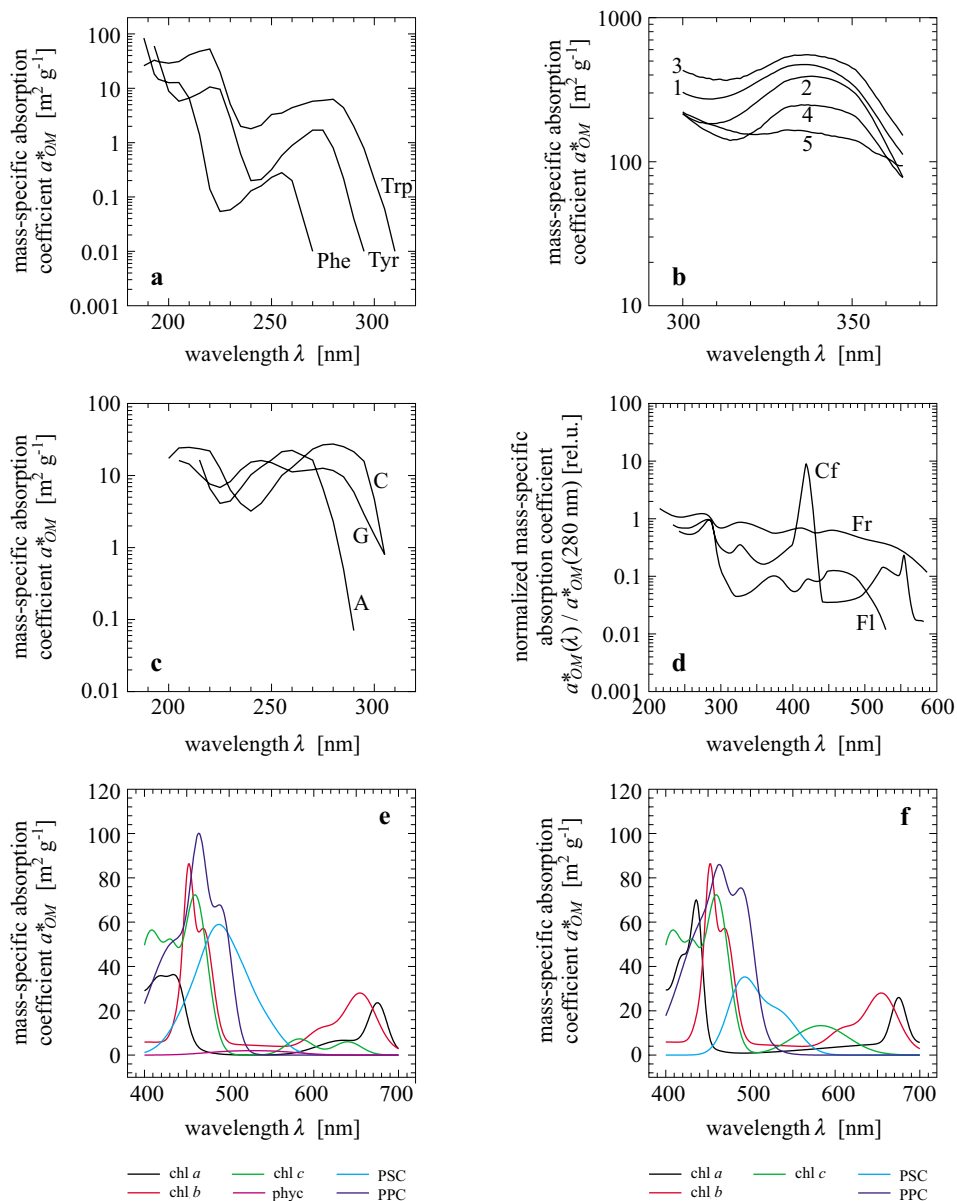 mass-specific absorption
coefficient a*OM [m² g⁻¹]
100
10
1
0.1
0.01
0.001
Trp
Phe
Tyr
a
200
250
300
wavelength λ [nm]
mass-specific absorption
coefficient a*OM [m² g⁻¹]
1000
100
10
3
1
2
4
5
b
300
350
wavelength λ [nm]
mass-specific absorption
coefficient a*OM [m² g⁻¹]
100
10
1
0.1
0.01
C
G
A
c
200
250
300
wavelength λ [nm]
normalized mass-specific
absorption coefficient
a*OM(λ) / a*OM(280 nm) [rel.u.]
100
10
1
0.1
0.01
0.001
Cf
Fr
Fl
d
200
300
400
500
600
wavelength λ [nm]
mass-specific absorption
coefficient a*OM [m² g⁻¹]
120
100
80
60
40
20
0
e
400
500
600
700
wavelength λ [nm]
mass-specific absorption
coefficient a*OM [m² g⁻¹]
120
100
80
60
40
20
0
f
400
500
600
700
wavelength λ [nm]
chl a
chl c
PSC
chl b
phyc
PPC
chl a
chl c
PSC
chl b
PPC